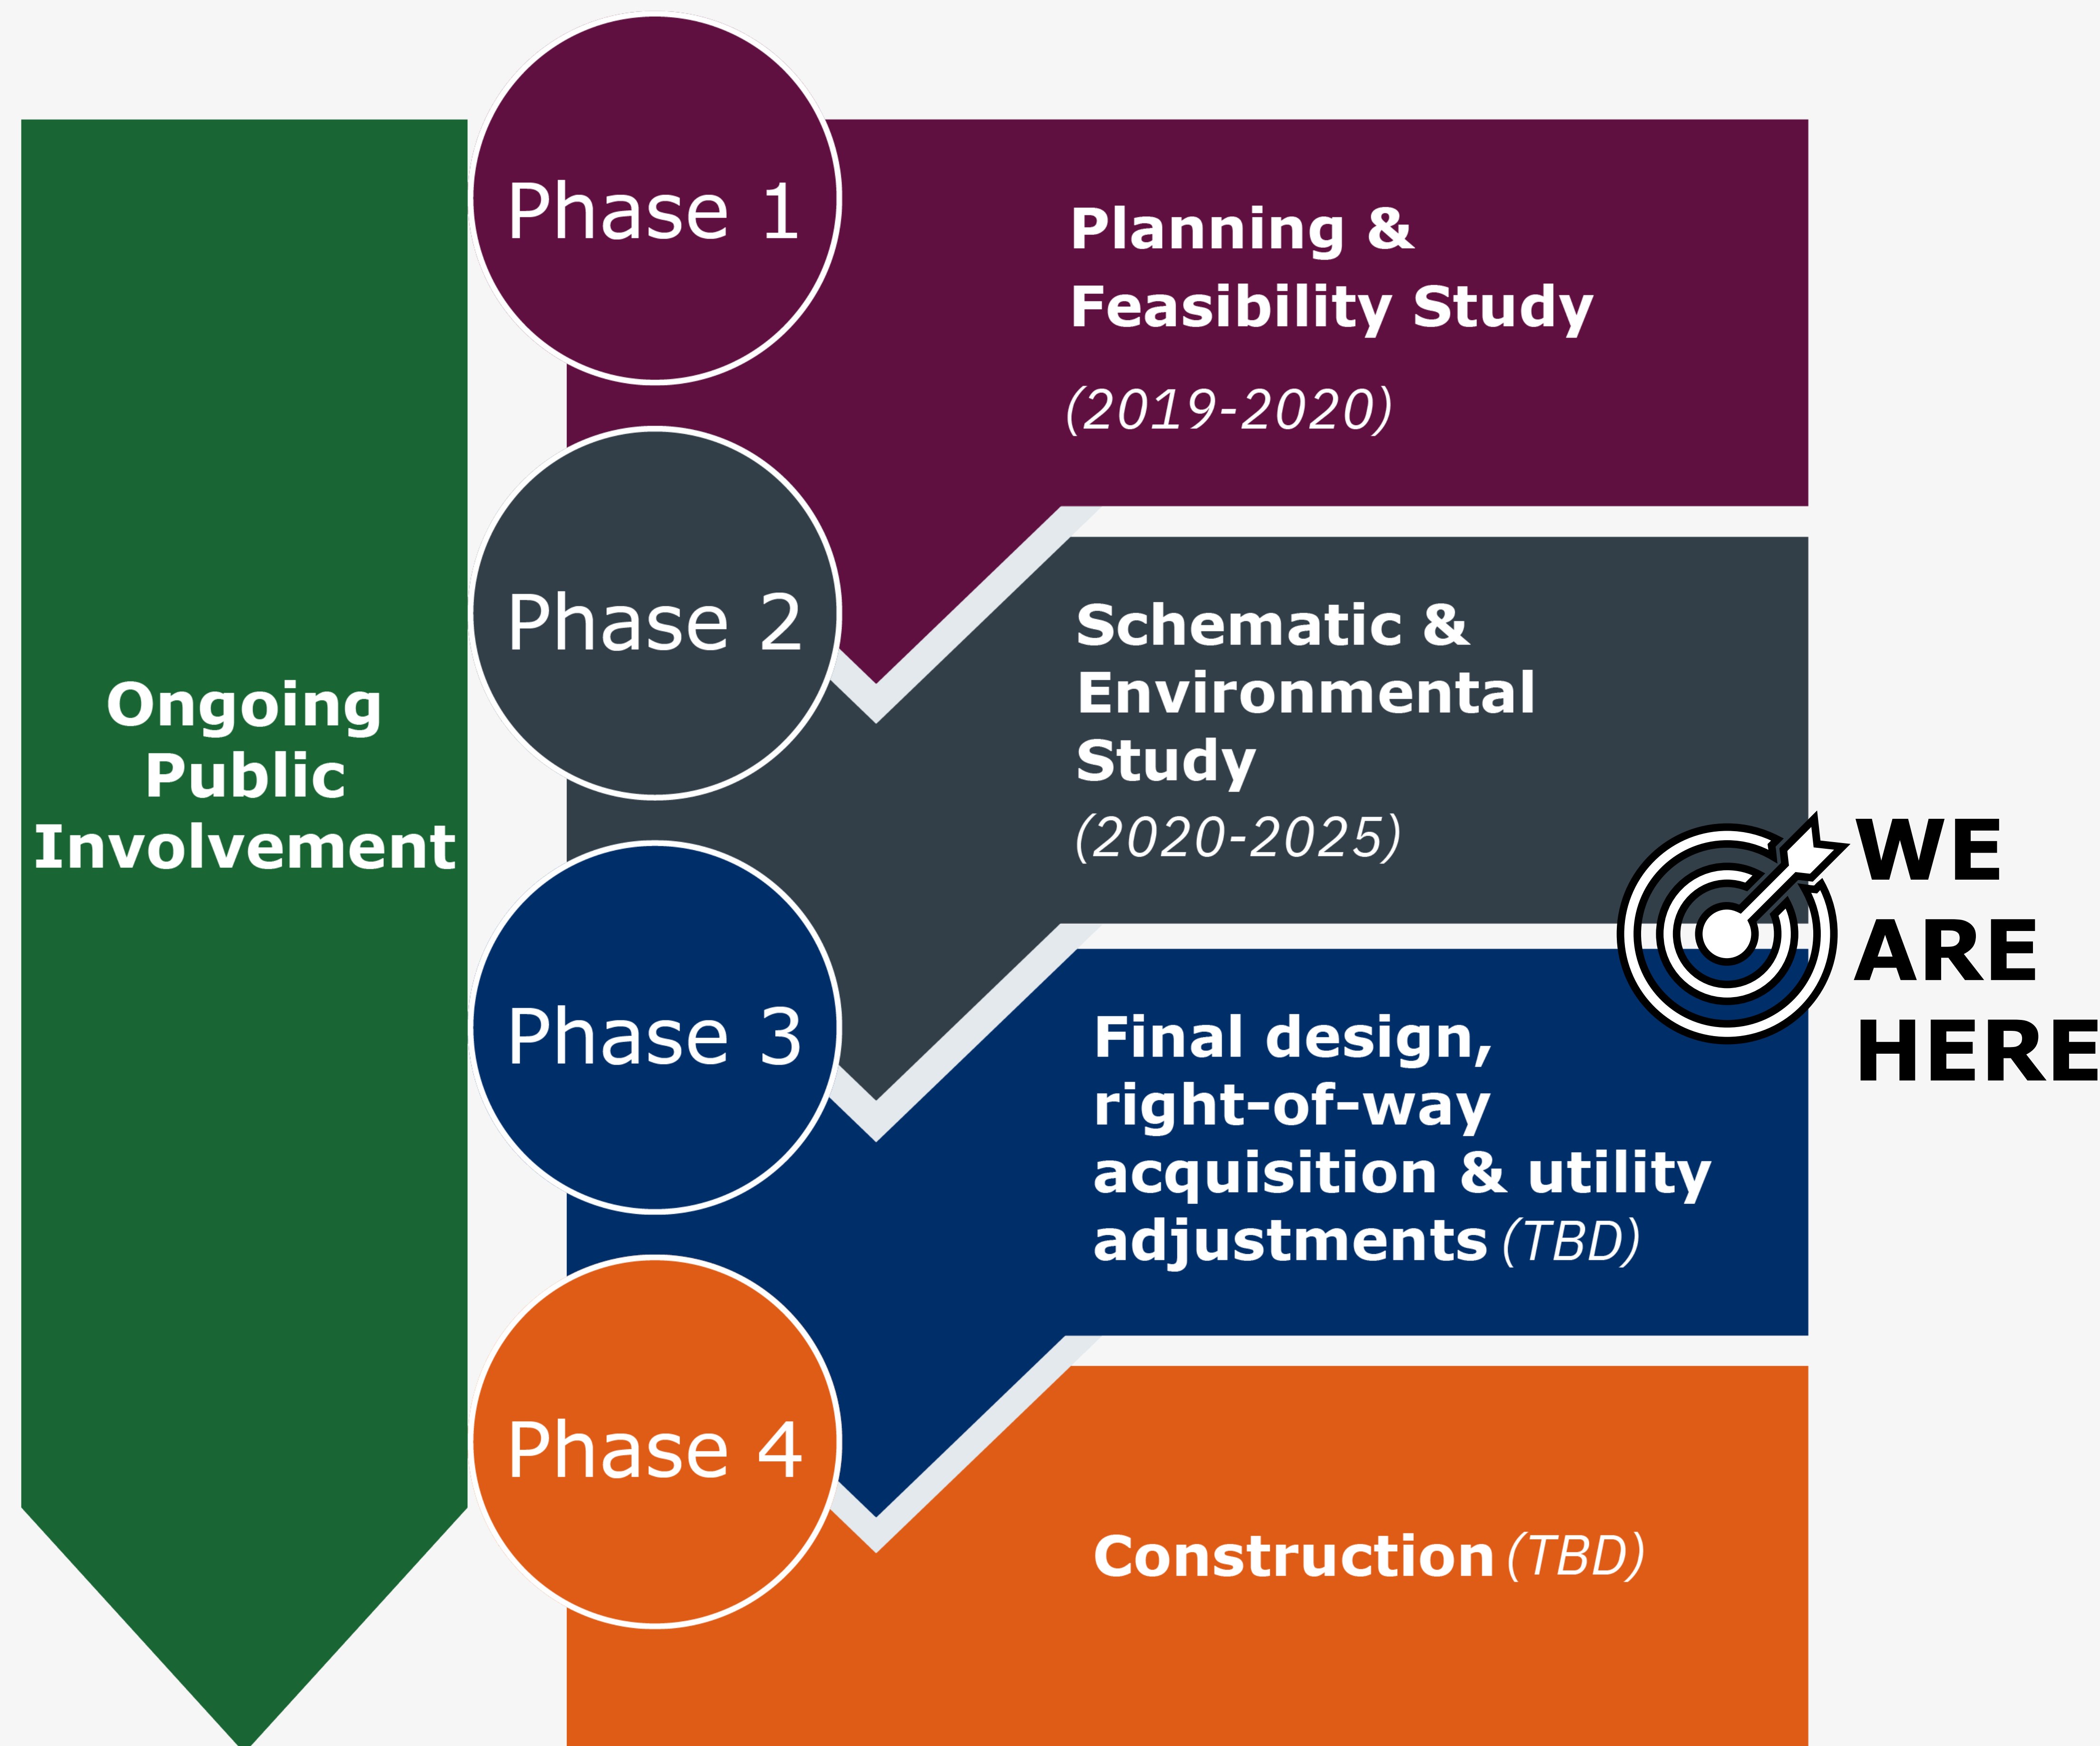 Ongoing
Public
Involvement
Phase 1
Planning &
Feasibility Study
(2019-2020)
Phase 2
Schematic &
Environmental
Study
(2020-2025)
WE
ARE
HERE
Phase 3
Final design,
right-of-way
acquisition & utility
adjustments (TBD)
Phase 4
Construction (TBD)